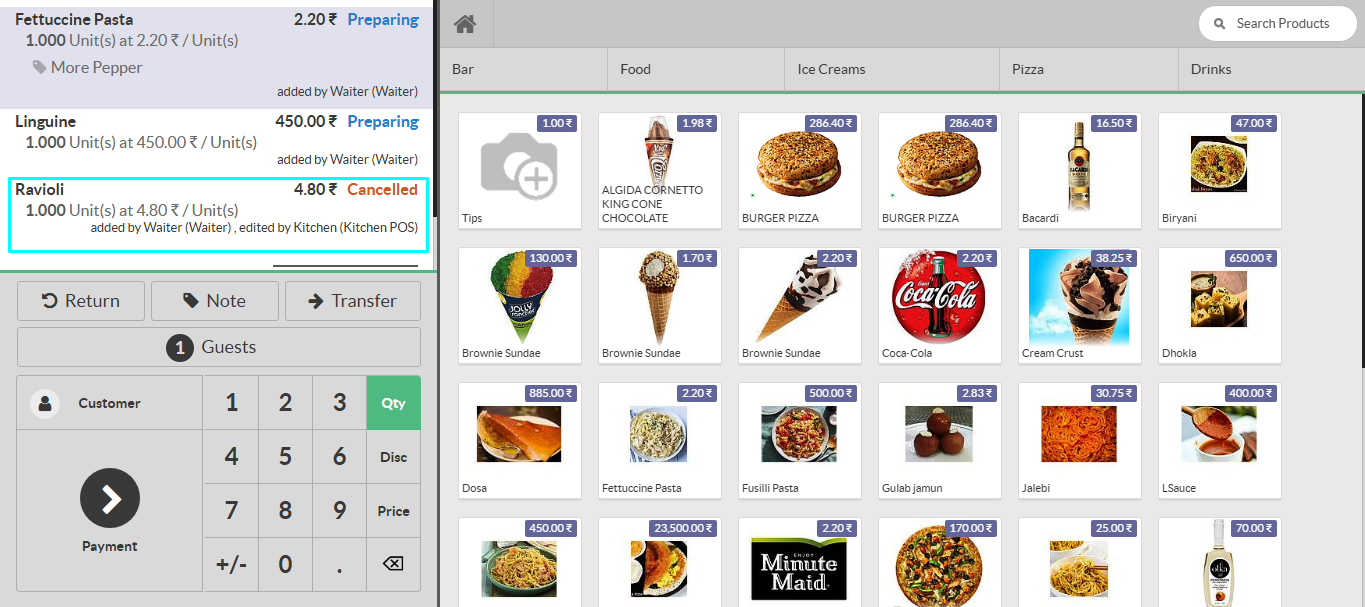 Fettuccine Pasta 2.20 ₹ Preparing
1.000 Unit(s) at 2.20 ₹ / Unit(s)
More Pepper
added by Waiter (Waiter)
Linguine 450.00 ₹ Preparing
1.000 Unit(s) at 450.00 ₹ / Unit(s)
added by Waiter (Waiter)
Ravioli 4.80 ₹ Cancelled
1.000 Unit(s) at 4.80 ₹ / Unit(s)
added by Waiter (Waiter) , edited by Kitchen (Kitchen POS)
Return Note Transfer
1 Guests
Customer 1 2 3 Qty
4 5 6 Disc
7 8 9 Price
Payment
+/- 0 .
Search Products
Bar Food Ice Creams Pizza Drinks
1.00 ₹ 1.98 ₹ 286.40 ₹ 286.40 ₹ 16.50 ₹ 47.00 ₹
BACARDI
ALGIDA CORNETTO
KING CONE
Tips CHOCOLATE BURGER PIZZA BURGER PIZZA Bacardi Biryani
130.00 ₹ 1.70 ₹ 2.20 ₹ 2.20 ₹ 38.25 ₹ 650.00 ₹
JOLLY
Coca-Cola
Brownie Sundae Brownie Sundae Brownie Sundae Coca-Cola Cream Crust Dhokla
885.00 ₹ 2.20 ₹ 500.00 ₹ 2.83 ₹ 30.75 ₹ 400.00 ₹
Dosa Fettuccine Pasta Fusilli Pasta Gulab jamun Jalebi LSauce
450.00 ₹ 23,500.00 ₹ 2.20 ₹ 170.00 ₹ 25.00 ₹ 70.00 ₹
ENJOY
Minute
Maid